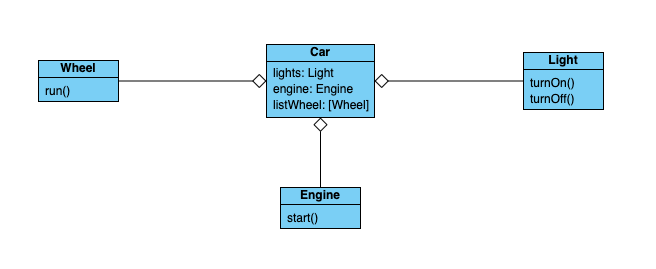 Car
lights: Light
engine: Engine
listWheel: [Wheel]
Wheel
run()
Light
turnOn()
turnOff()
Engine
start()